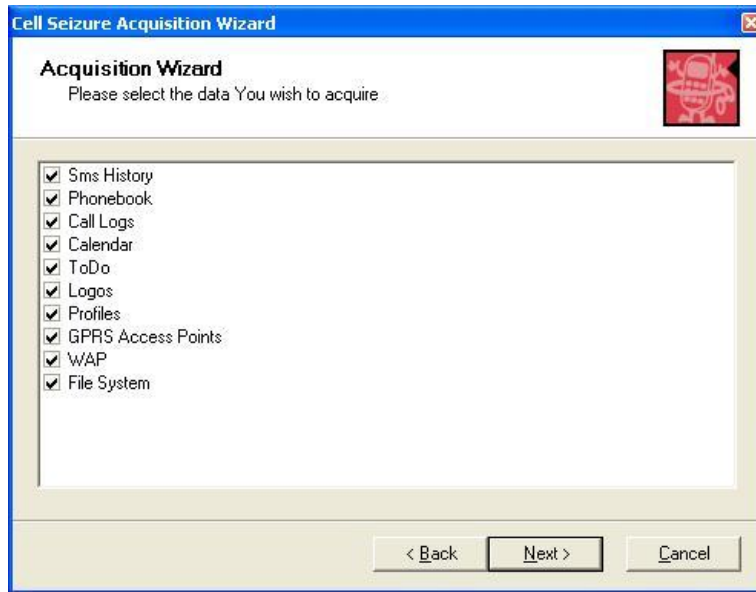 Cell Seizure Acquisition Wizard
Acquisition Wizard
Please select the data You wish to acquire
Sms History
Phonebook
Call Logs
Calendar
ToDo
Logos
Profiles
GPRS Access Points
WAP
File System
< Back Next > Cancel